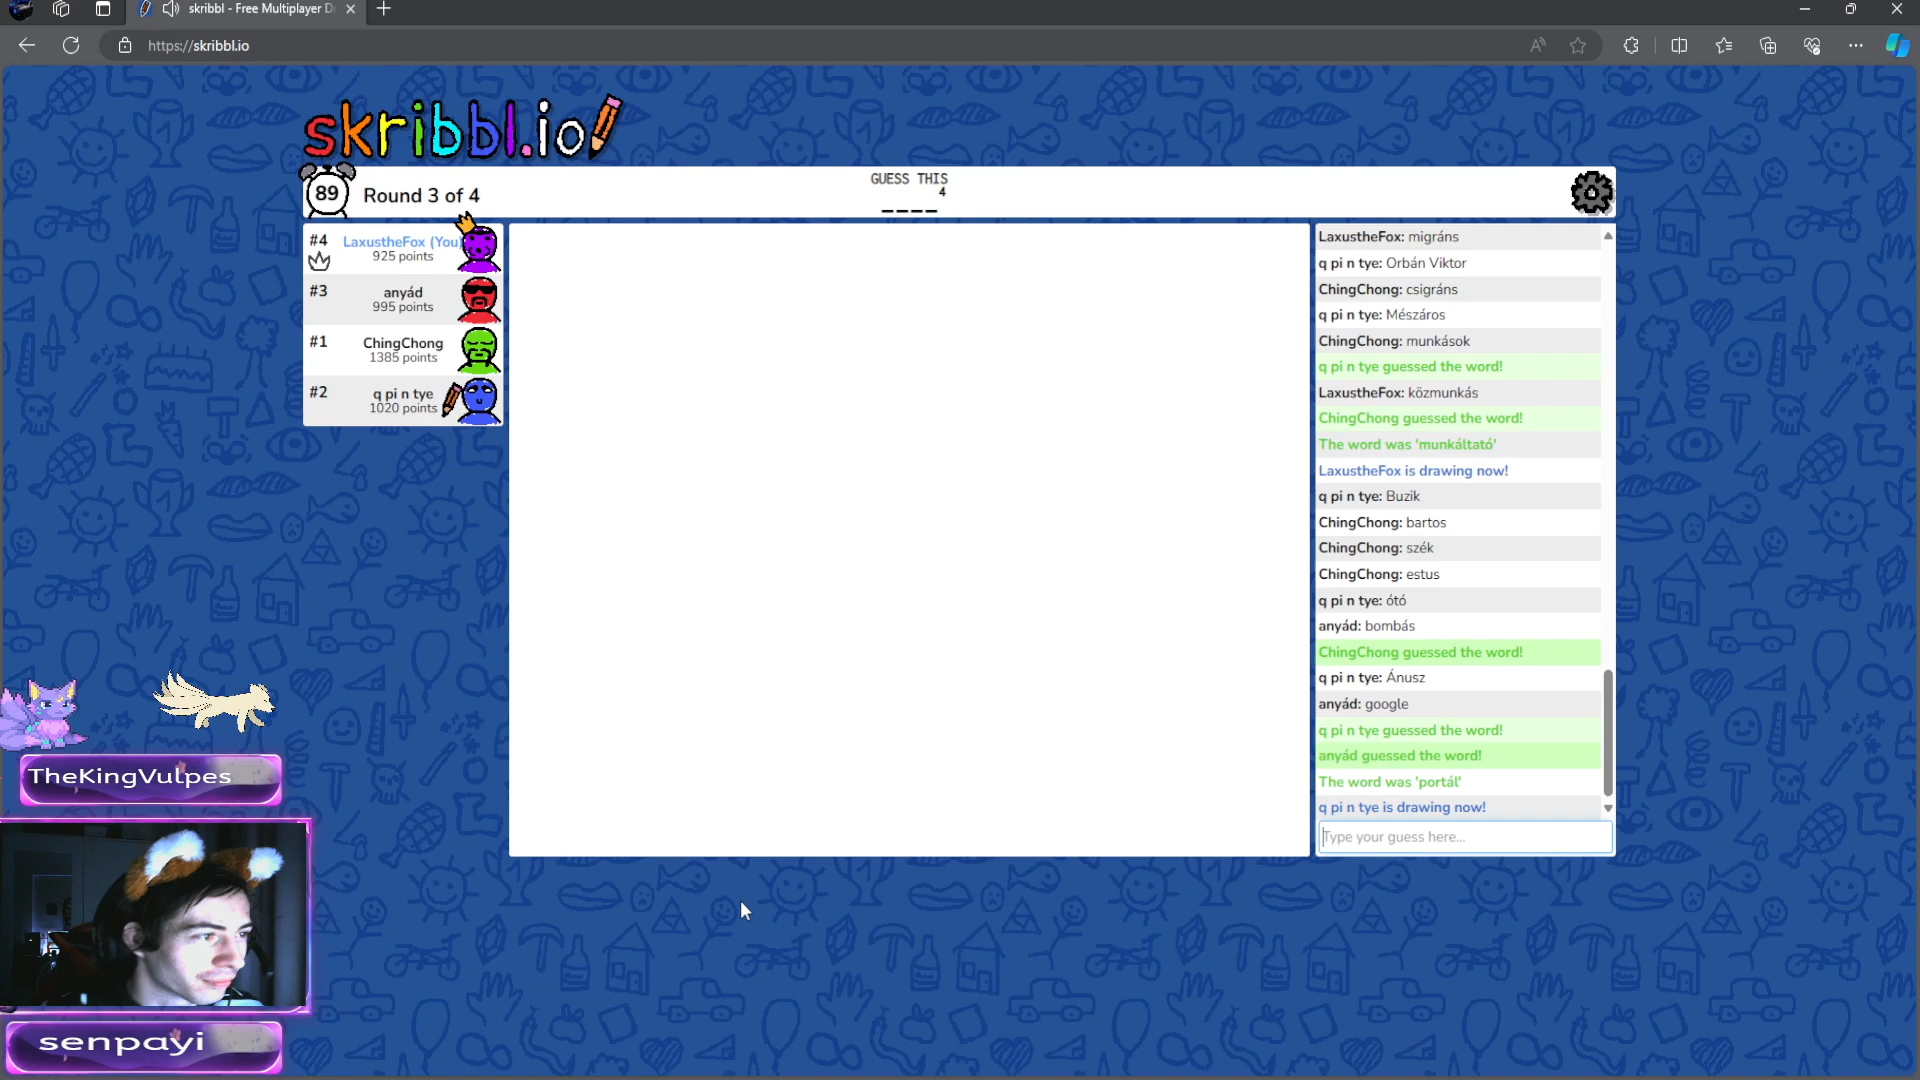 skribbl - Free Multiplayer D
https://skribbl.io
skribbl.io
89
Round 3 of 4
GUESS THIS
4
____
#4
LaxustheFox (You)
925 points
#3
anyád
995 points
#1
ChingChong
1385 points
#2
q pi n tye
1020 points
LaxustheFox: migráns
q pi n tye: Orbán Viktor
ChingChong: csigráns
q pi n tye: Mészáros
ChingChong: munkások
q pi n tye guessed the word!
LaxustheFox: közmunkás
ChingChong guessed the word!
The word was 'munkáltató'
LaxustheFox is drawing now!
q pi n tye: Buzik
ChingChong: bartos
ChingChong: szék
ChingChong: estus
q pi n tye: ótó
anyád: bombás
ChingChong guessed the word!
q pi n tye: Ánusz
anyád: google
q pi n tye guessed the word!
anyád guessed the word!
The word was 'portál'
q pi n tye is drawing now!
Type your guess here...
TheKingVulpes
senpayi